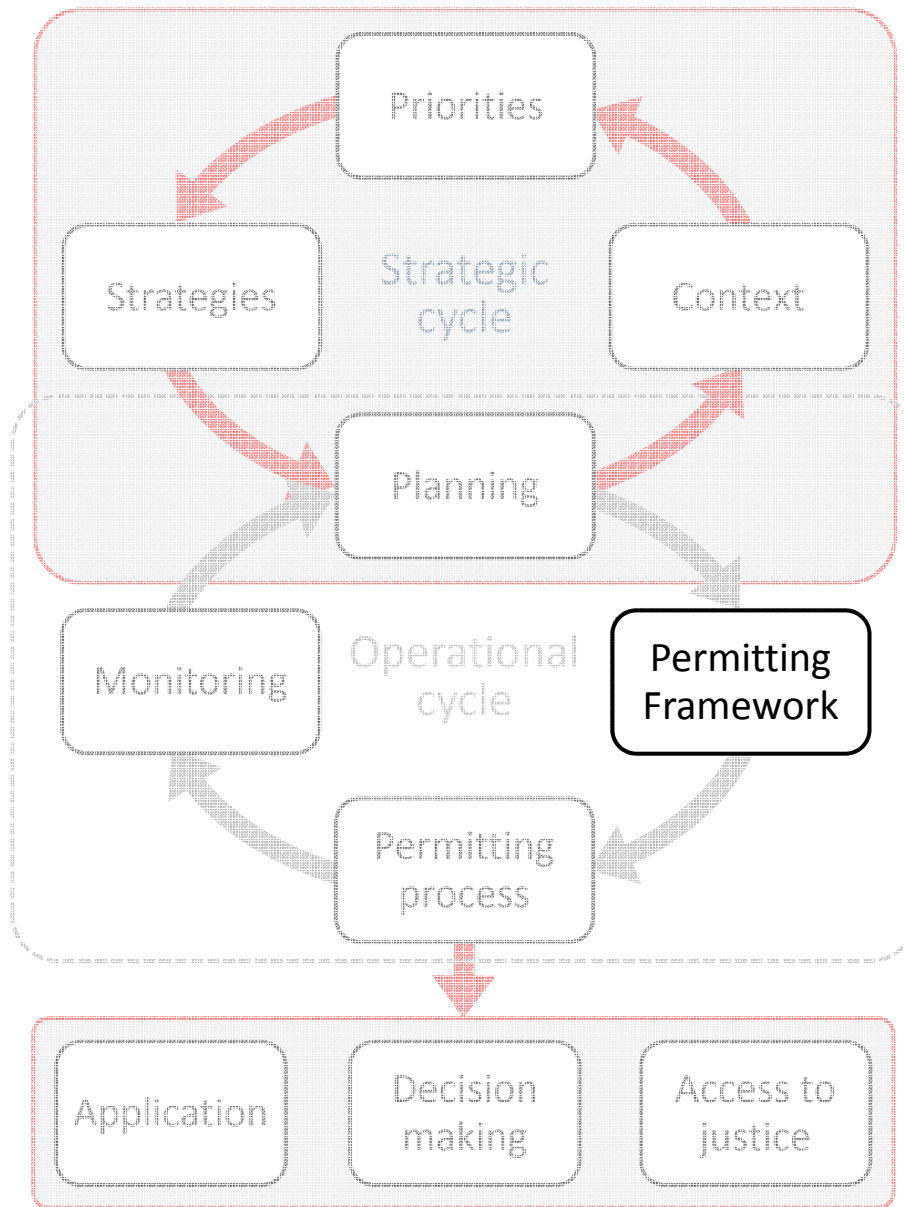 Priorities
Strategies
Strategic
cycle
Context
Planning
Monitoring
Operational
cycle
Permitting
Framework
Permitting
process
Application
Decision
making
Access to
justice